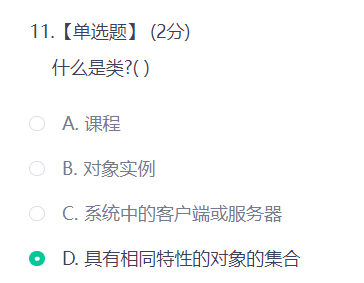 11.【单选题】 (2分)
什么是类?( )
A. 课程
B. 对象实例
C. 系统中的客户端或服务器
D. 具有相同特性的对象的集合